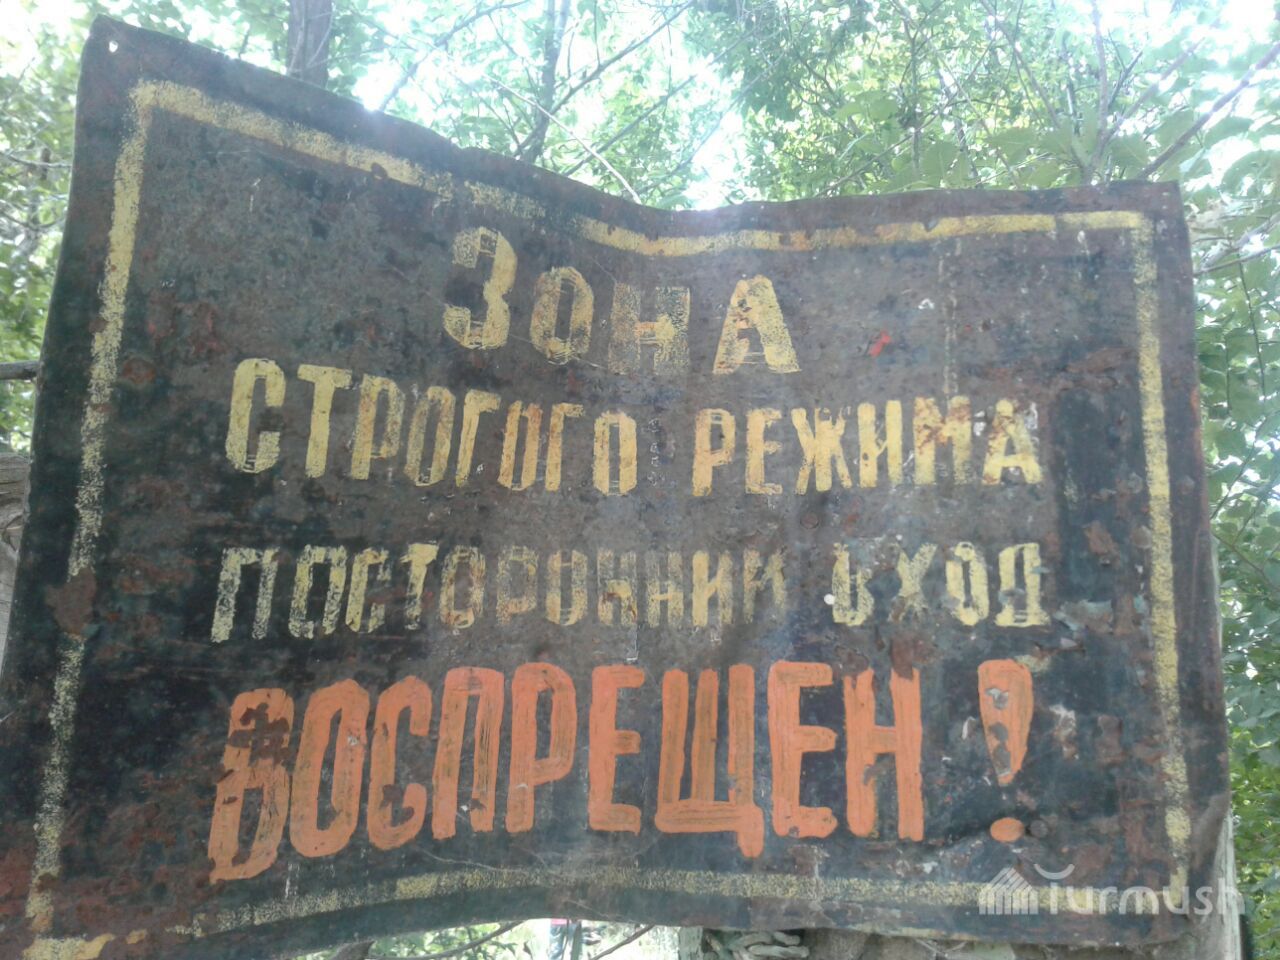 ЗОНА
СТРОГОГО РЕЖИМА
ПОСТОРОННИМ ВХОД
ВОСПРЕЩЕН!
Turmush